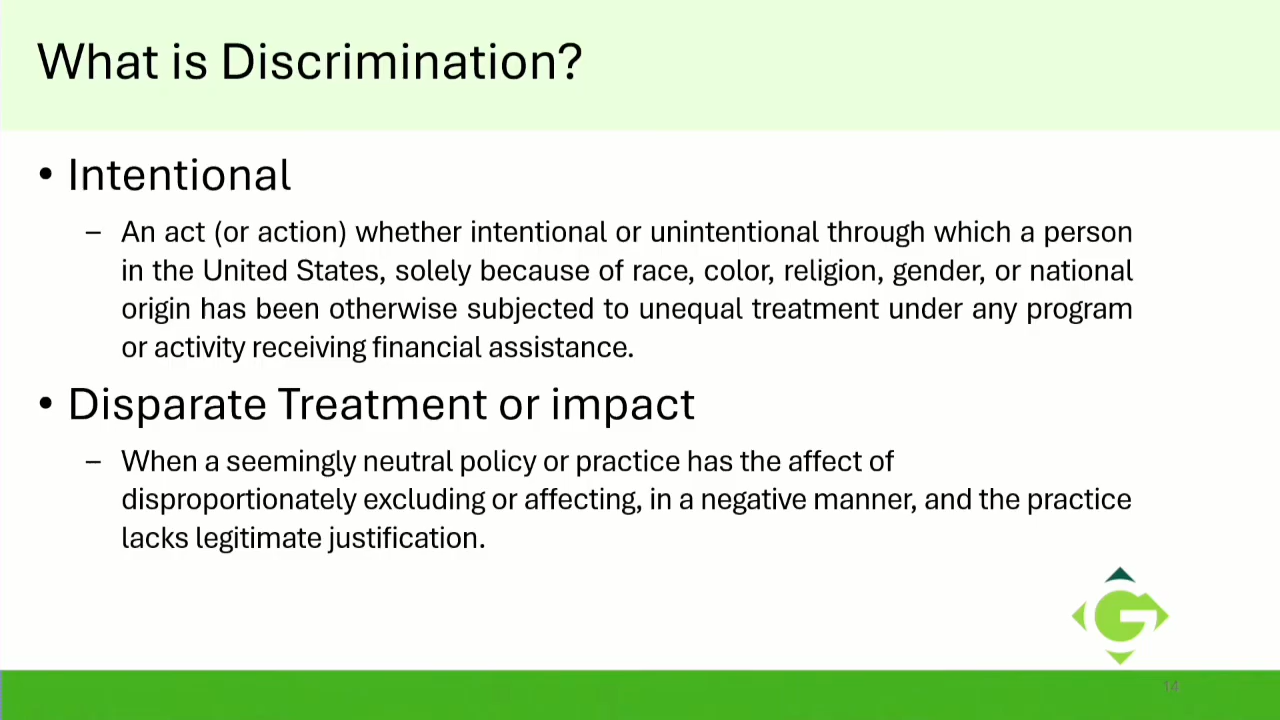 What is Discrimination?
• Intentional
– An act (or action) whether intentional or unintentional through which a person
in the United States, solely because of race, color, religion, gender, or national
origin has been otherwise subjected to unequal treatment under any program
or activity receiving financial assistance.
• Disparate Treatment or impact
– When a seemingly neutral policy or practice has the affect of
disproportionately excluding or affecting, in a negative manner, and the practice
lacks legitimate justification.
G
14